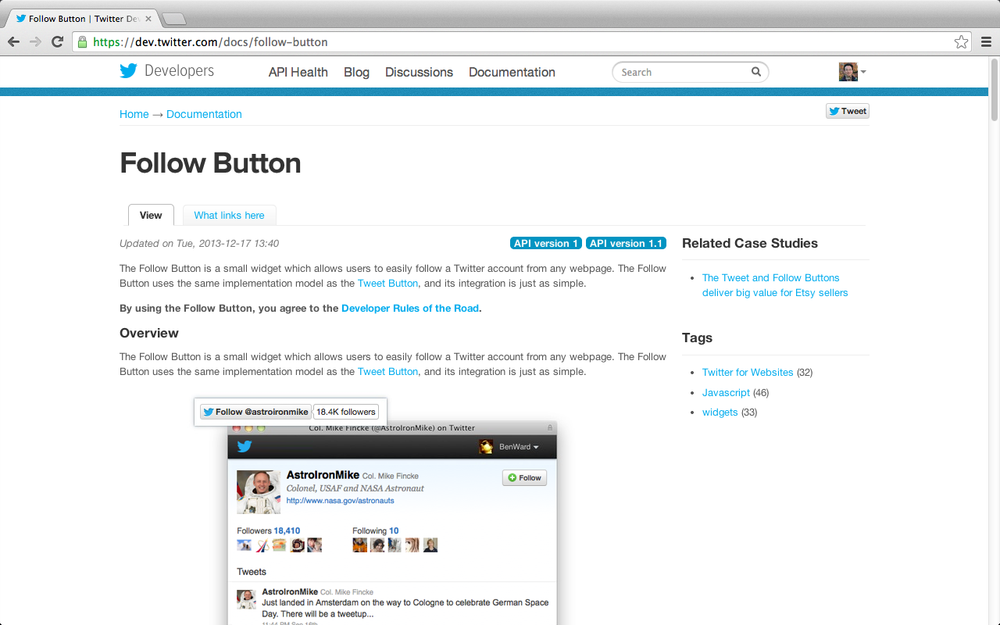 Follow Button | Twitter De
https://dev.twitter.com/docs/follow-button
Developers
API Health Blog Discussions Documentation
Search
Home → Documentation
Tweet
Follow Button
View What links here
Updated on Tue, 2013-12-17 13:40
API version 1 API version 1.1
The Follow Button is a small widget which allows users to easily follow a Twitter account from any webpage. The Follow
Button uses the same implementation model as the Tweet Button, and its integration is just as simple.
By using the Follow Button, you agree to the Developer Rules of the Road.
Overview
The Follow Button is a small widget which allows users to easily follow a Twitter account from any webpage. The Follow
Button uses the same implementation model as the Tweet Button, and its integration is just as simple.
Follow @astroironmike 18.4K followers
Col. Mike Fincke (@AstroIronMike) on Twitter
BenWard
AstroIronMike Col. Mike Fincke
Colonel, USAF and NASA Astronaut
http://www.nasa.gov/astronauts
Follow
Followers 18,410 Following 10
Tweets
AstroIronMike Col. Mike Fincke
Just landed in Amsterdam on the way to Cologne to celebrate German Space
Day. There will be a tweetup...
11:44 PM Sep 16th
Related Case Studies
• The Tweet and Follow Buttons
deliver big value for Etsy sellers
Tags
• Twitter for Websites (32)
• Javascript (46)
• widgets (33)